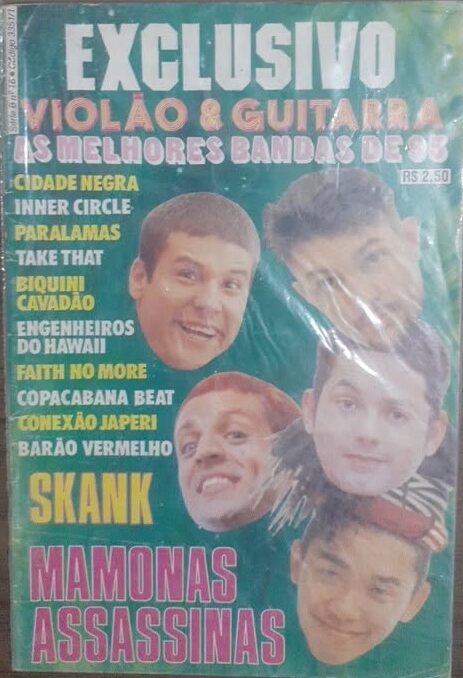 EXCLUSIVO
VIOLÃO & GUITARRA
AS MELHORES BANDAS DE 95
R$ 2,50
CIDADE NEGRA
INNER CIRCLE
PARALAMAS
TAKE THAT
BIQUINI
CAVADÃO
ENGENHEIROS
DO HAWAII
FAITH NO MORE
COPACABANA BEAT
CONEXÃO JAPERI
BARÃO VERMELHO
SKANK
MAMONAS
ASSASSINAS